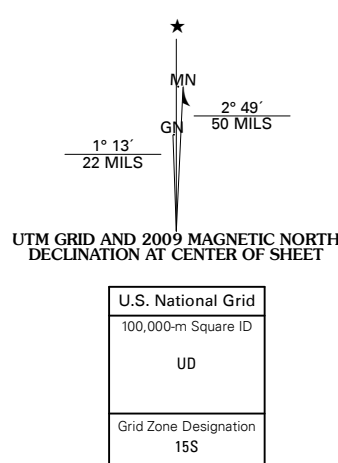 ★
MN
2° 49´
50 MILS
GN
1° 13´
22 MILS
UTM GRID AND 2009 MAGNETIC NORTH
DECLINATION AT CENTER OF SHEET
U.S. National Grid
100,000-m Square ID
UD
Grid Zone Designation
15S